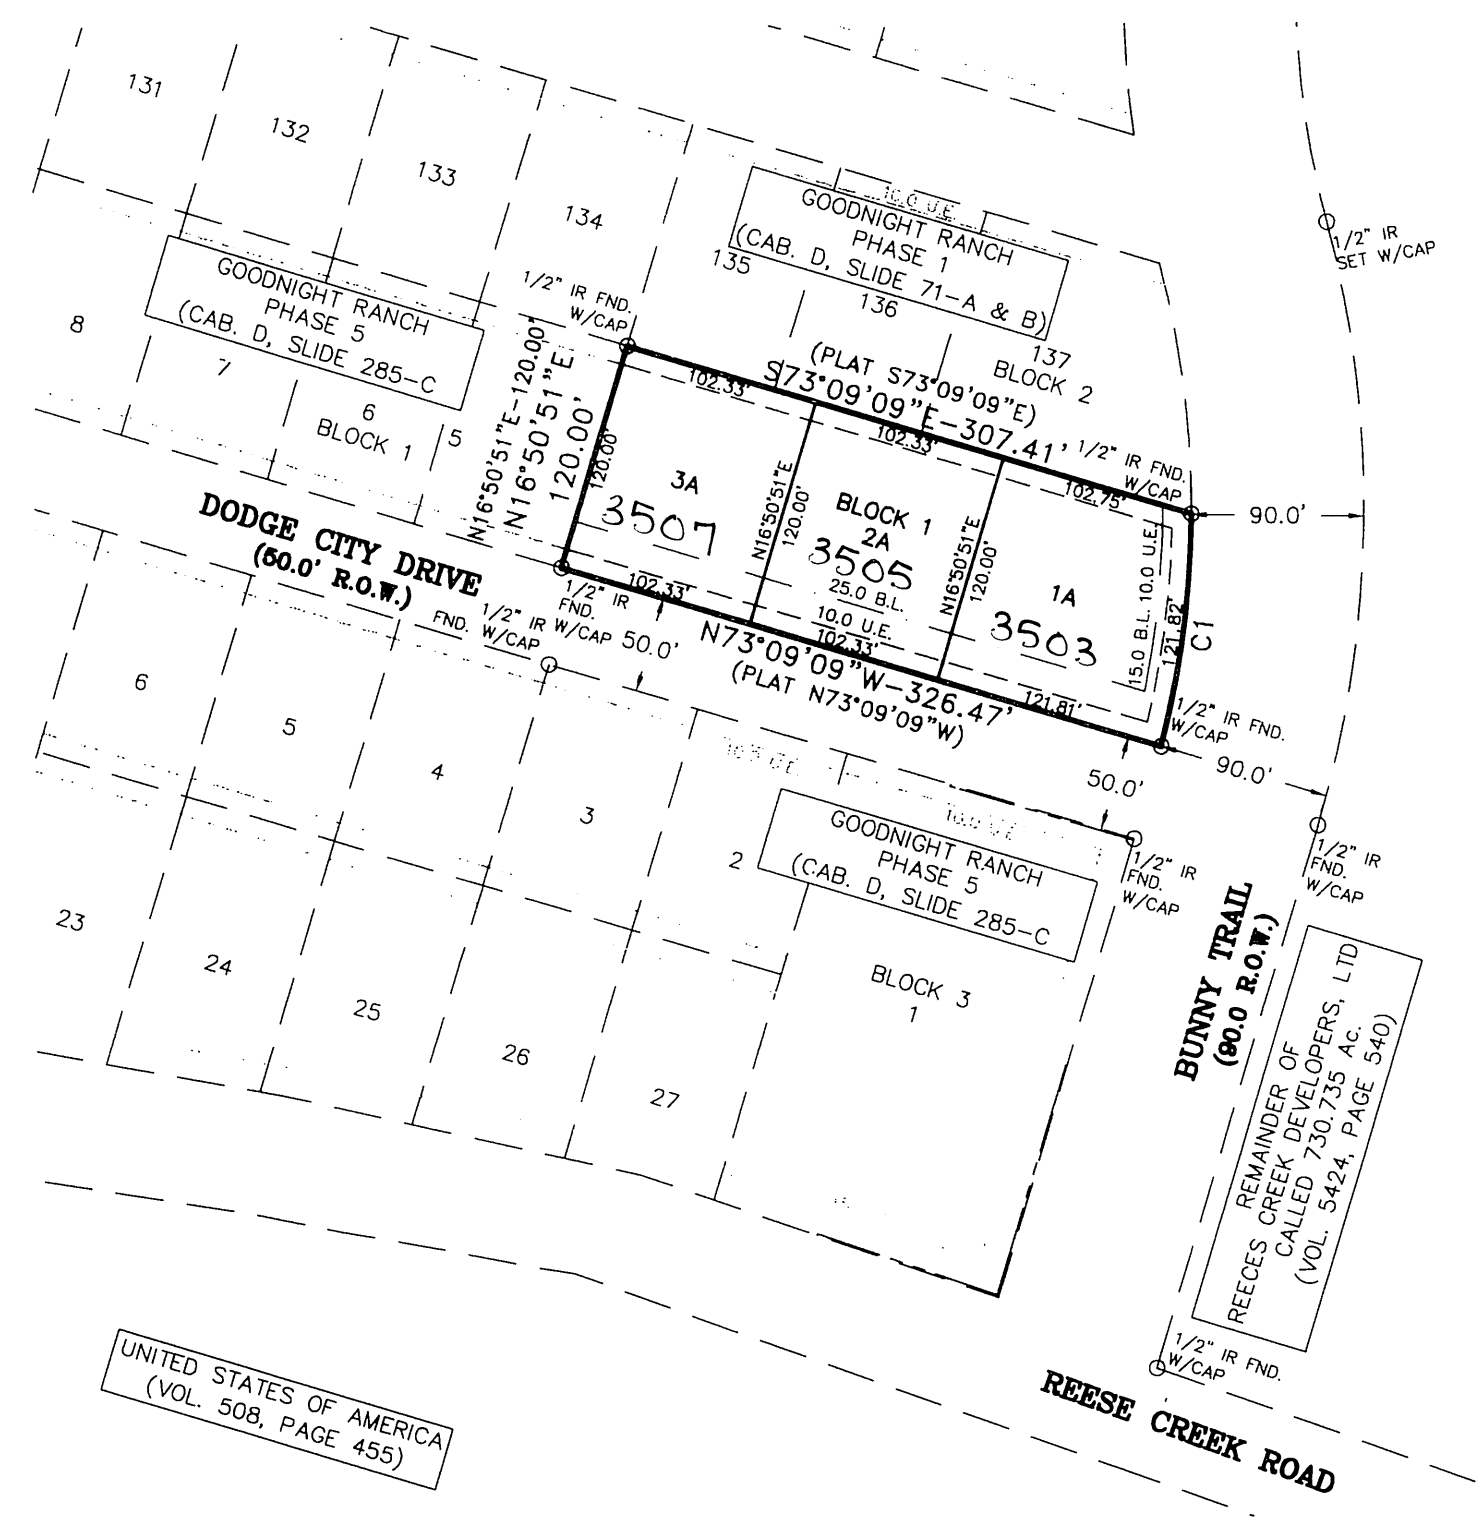 131
132
133
134
10.0 U.E.
GOODNIGHT RANCH
PHASE 1
(CAB. D, SLIDE 71-A & B)
135
136
137
BLOCK 2
1/2" IR
SET W/CAP
GOODNIGHT RANCH
PHASE 5
(CAB. D, SLIDE 285-C
8
7
6
BLOCK 1
5
1/2" IR FND.
W/CAP
N16°50'51"E-120.00'
N16°50'51"E
120.00'
120.00'
(PLAT S73°09'09"E)
S73°09'09"E-307.41'
102.33'
102.33'
102.75'
1/2" IR FND.
W/CAP
90.0'
3A
3507
N16°50'51"E
120.00'
BLOCK 1
2A
3505
25.0 B.L.
10.0 U.E.
N16°50'51"E
120.00'
1A
3503
15.0 B.L.
10.0 U.E.
121.82'
C1
DODGE CITY DRIVE
(50.0' R.O.W.)
102.33'
102.33'
121.81'
1/2" IR
FND.
W/CAP
1/2" IR
FND. W/CAP
50.0'
N73°09'09"W-326.47'
(PLAT N73°09'09"W)
1/2" IR FND.
W/CAP
90.0'
50.0'
6
5
4
3
2
10.0 U.E.
GOODNIGHT RANCH
PHASE 5
(CAB. D, SLIDE 285-C
1/2" IR
FND.
W/CAP
1/2" IR
FND.
W/CAP
23
24
25
26
27
BLOCK 3
1
BUNNY TRAIL
(90.0 R.O.W.)
REMAINDER OF
REECES CREEK DEVELOPERS, LTD
CALLED 730.735 Ac.
(VOL. 5424, PAGE 540)
1/2" IR FND.
W/CAP
UNITED STATES OF AMERICA
(VOL. 508, PAGE 455)
REESE CREEK ROAD